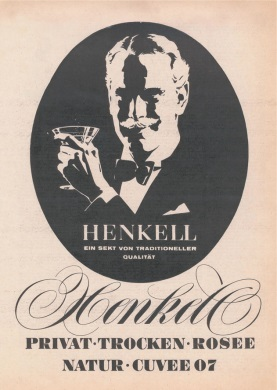 HENKELL
EIN SEKT VON TRADITIONELLER
QUALITÄT
Henkell
PRIVAT·TROCKEN·ROSEE
NATUR·CUVEE 07